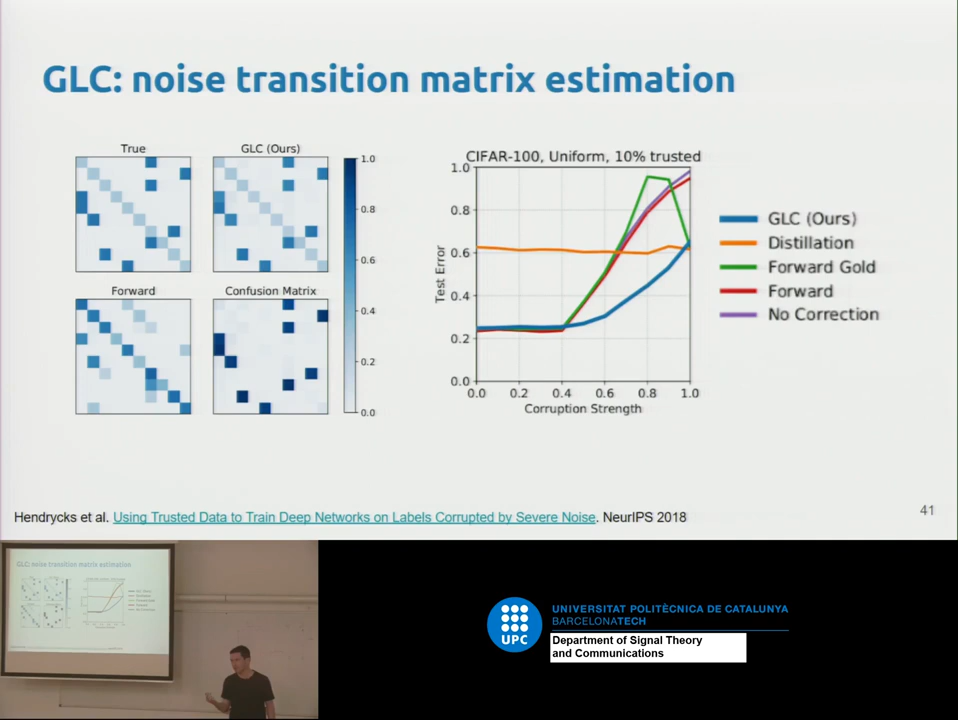 GLC: noise transition matrix estimation
True
GLC (Ours)
Forward
Confusion Matrix
1.0
0.8
0.6
0.4
0.2
0.0
CIFAR-100, Uniform, 10% trusted
1.0
0.8
0.6
0.4
0.2
0.0
Test Error
0.0 0.2 0.4 0.6 0.8 1.0
Corruption Strength
GLC (Ours)
Distillation
Forward Gold
Forward
No Correction
Hendrycks et al. Using Trusted Data to Train Deep Networks on Labels Corrupted by Severe Noise. NeurIPS 2018
41
GLC: noise transition matrix estimation
UPC
UNIVERSITAT POLITÈCNICA DE CATALUNYA
BARCELONATECH
Department of Signal Theory
and Communications